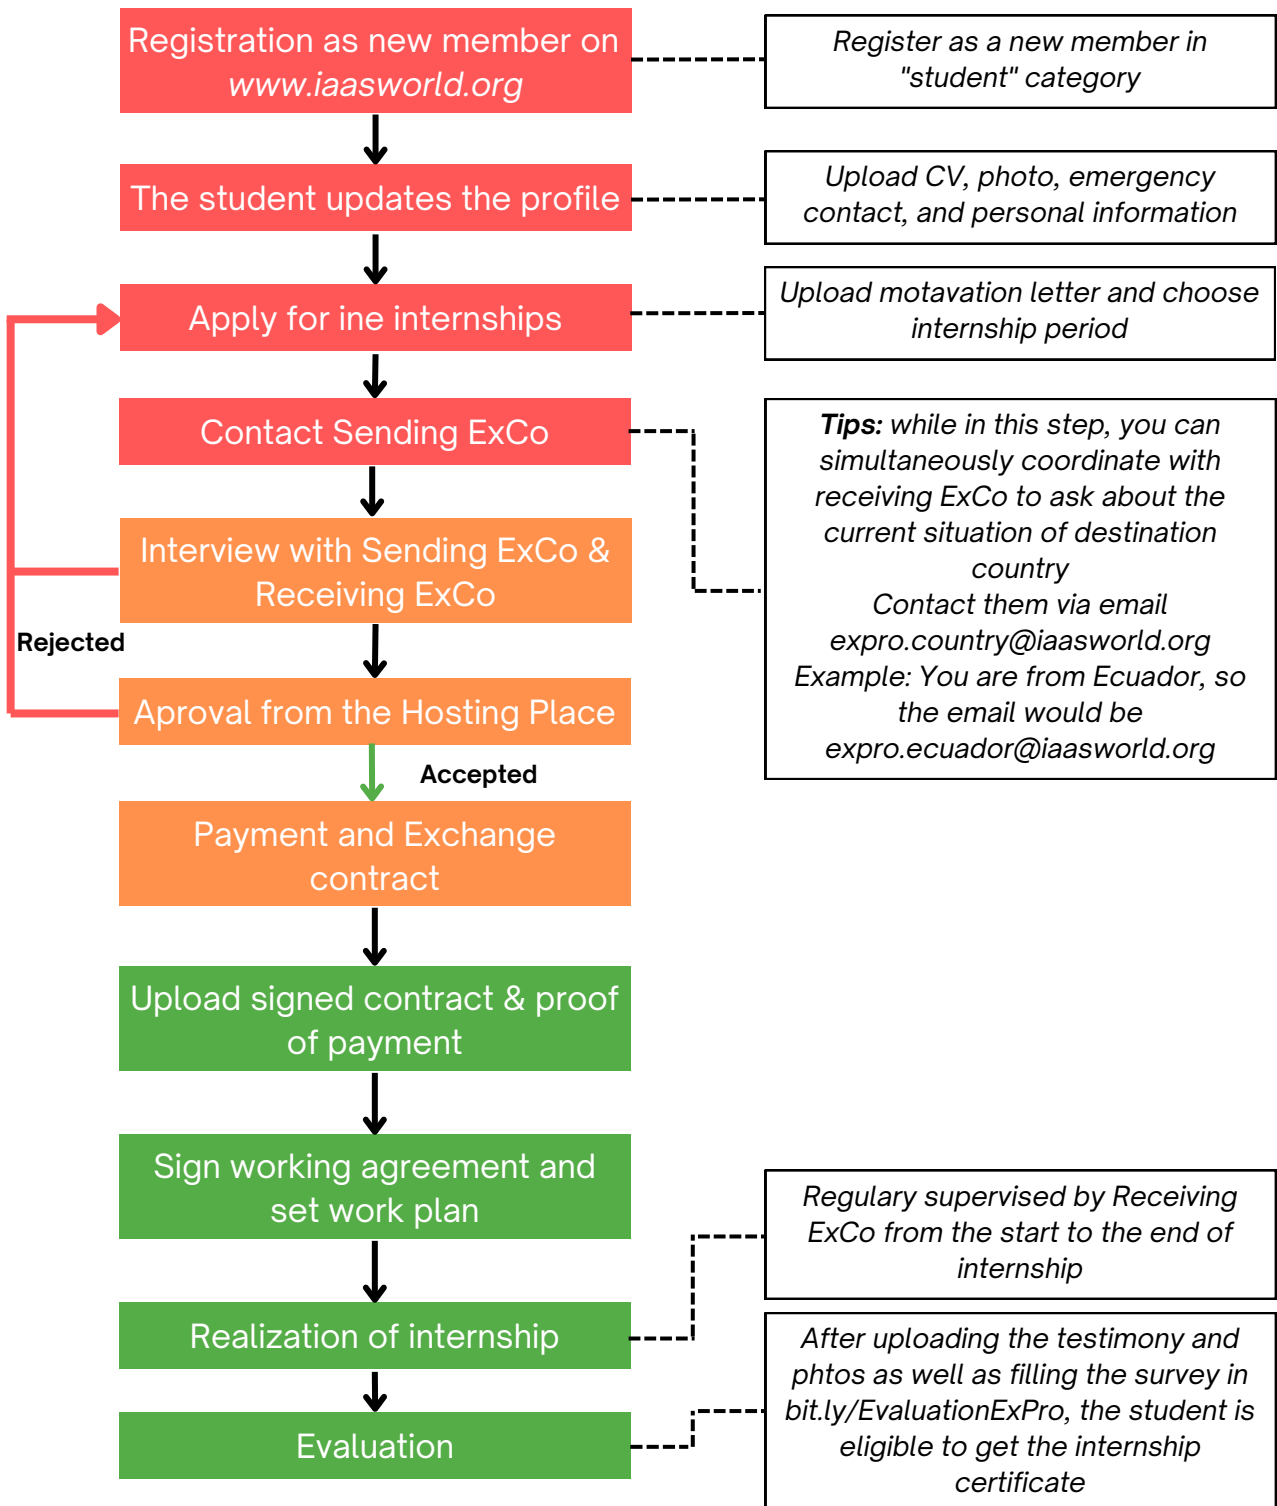 Registration as new member on
www.iaasworld.org
Register as a new member in
"student" category
The student updates the profile
Upload CV, photo, emergency
contact, and personal information
Apply for ine internships
Upload motavation letter and choose
internship period
Contact Sending ExCo
Tips: while in this step, you can
simultaneously coordinate with
receiving ExCo to ask about the
current situation of destination
country
Contact them via email
expro.country@iaasworld.org
Example: You are from Ecuador, so
the email would be
expro.ecuador@iaasworld.org
Interview with Sending ExCo &
Receiving ExCo
Rejected
Aproval from the Hosting Place
Accepted
Payment and Exchange
contract
Upload signed contract & proof
of payment
Sign working agreement and
set work plan
Regulary supervised by Receiving
ExCo from the start to the end of
internship
Realization of internship
After uploading the testimony and
phtos as well as filling the survey in
bit.ly/EvaluationExPro, the student is
eligible to get the internship
certificate
Evaluation